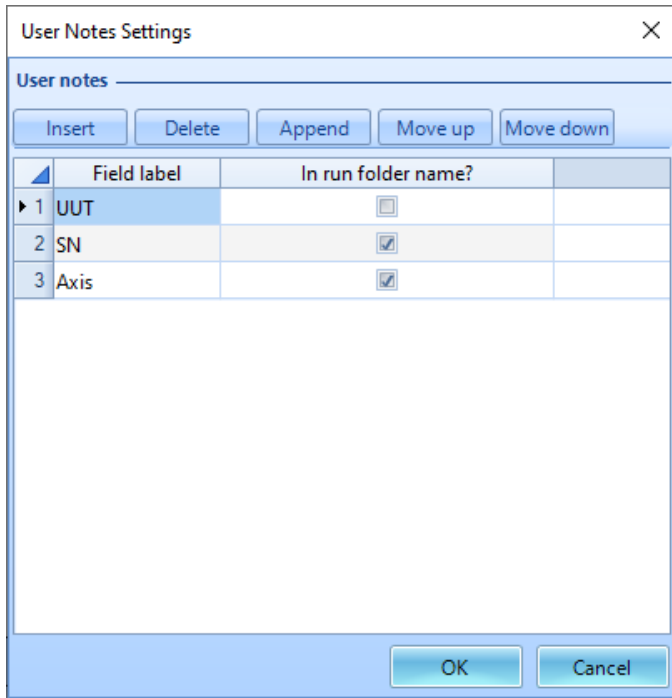 User Notes Settings
User notes
Insert Delete Append Move up Move down
Field label In run folder name?
1 UUT
2 SN
3 Axis
OK Cancel